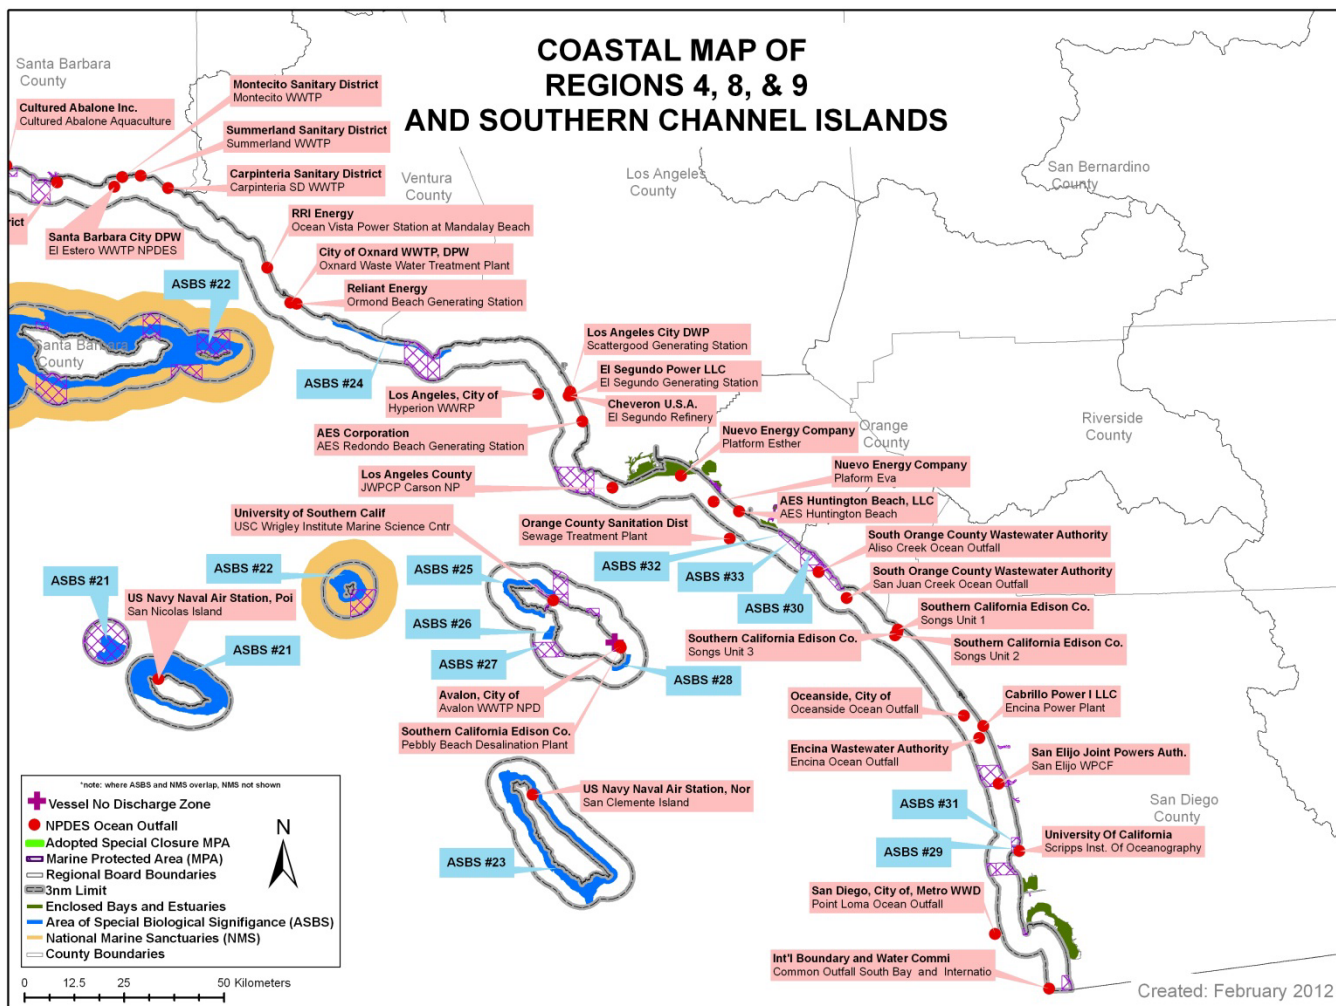 COASTAL MAP OF
REGIONS 4, 8, & 9
AND SOUTHERN CHANNEL ISLANDS
Santa Barbara
County
Cultured Abalone Inc.
Cultured Abalone Aquaculture
Montecito Sanitary District
Montecito WWTP
Summerland Sanitary District
Summerland WWTP
Carpinteria Sanitary District
Carpinteria SD WWTP
Ventura
County
Los Angeles
County
San Bernardino
County
rict
Santa Barbara City DPW
El Estero WWTP NPDES
RRI Energy
Ocean Vista Power Station at Mandalay Beach
City of Oxnard WWTP, DPW
Oxnard Waste Water Treatment Plant
Reliant Energy
Ormond Beach Generating Station
ASBS #22
Santa Barbara
County
ASBS #24
Los Angeles City DWP
Scattergood Generating Station
El Segundo Power LLC
El Segundo Generating Station
Cheveron U.S.A.
El Segundo Refinery
Los Angeles, City of
Hyperion WWRP
AES Corporation
AES Redondo Beach Generating Station
Nuevo Energy Company
Platform Esther
Orange
County
Riverside
County
Los Angeles County
JWPCP Carson NP
Nuevo Energy Company
Plaform Eva
AES Huntington Beach, LLC
AES Huntington Beach
University of Southern Calif
USC Wrigley Institute Marine Science Cntr
Orange County Sanitation Dist
Sewage Treatment Plant
South Orange County Wastewater Authority
Aliso Creek Ocean Outfall
ASBS #32
ASBS #33
ASBS #30
South Orange County Wastewater Authority
San Juan Creek Ocean Outfall
ASBS #21
US Navy Naval Air Station, Poi
San Nicolas Island
ASBS #22
ASBS #25
ASBS #26
ASBS #27
ASBS #21
ASBS #28
Southern California Edison Co.
Songs Unit 1
Southern California Edison Co.
Songs Unit 3
Southern California Edison Co.
Songs Unit 2
Avalon, City of
Avalon WWTP NPD
Southern California Edison Co.
Pebbly Beach Desalination Plant
Oceanside, City of
Oceanside Ocean Outfall
Cabrillo Power I LLC
Encina Power Plant
Encina Wastewater Authority
Encina Ocean Outfall
San Elijo Joint Powers Auth.
San Elijo WPCF
US Navy Naval Air Station, Nor
San Clemente Island
ASBS #23
ASBS #31
San Diego
County
University Of California
Scripps Inst. Of Oceanography
ASBS #29
San Diego, City of, Metro WWD
Point Loma Ocean Outfall
Int'l Boundary and Water Commi
Common Outfall South Bay and Internatio
*note: where ASBS and NMS overlap, NMS not shown
Vessel No Discharge Zone
NPDES Ocean Outfall
Adopted Special Closure MPA
Marine Protected Area (MPA)
Regional Board Boundaries
3nm Limit
Enclosed Bays and Estuaries
Area of Special Biological Signifigance (ASBS)
National Marine Sanctuaries (NMS)
County Boundaries
N
0 12.5 25 50 Kilometers
Created: February 2012